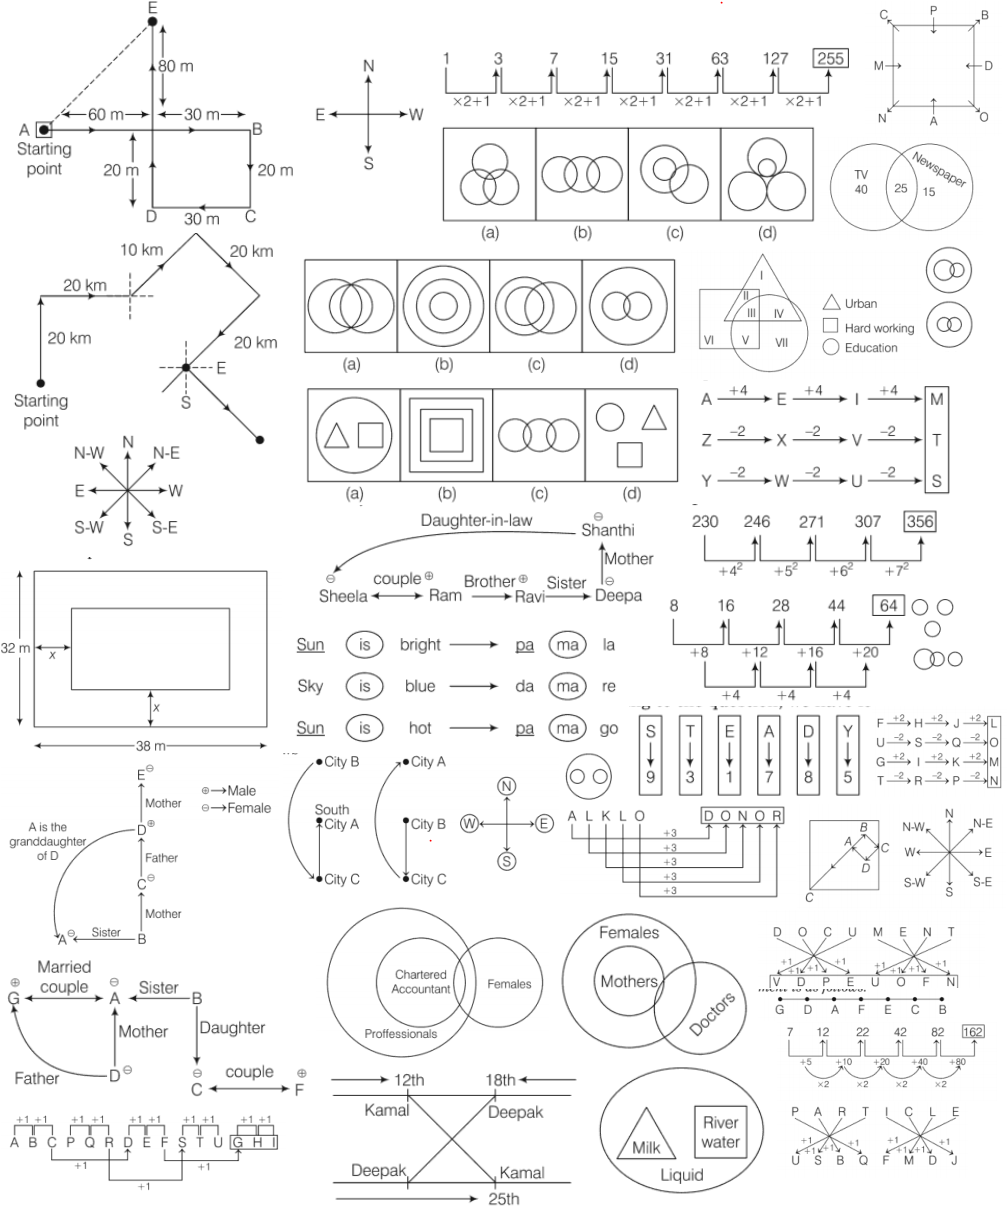 E
80 m
60 m 30 m
A B
Starting
point
20 m 20 m
D C
30 m
N
E W
S
1 3 7 15 31 63 127 255
×2+1 ×2+1 ×2+1 ×2+1 ×2+1 ×2+1 ×2+1
(a) (b) (c) (d)
C P B
M D
N A O
TV
40 25 15
Newspaper
10 km 20 km
20 km
20 km 20 km
E
S
Starting
point
(a) (b) (c) (d)
I
II
III IV
VI V VII
Urban
Hard working
Education
(a) (b) (c) (d)
A +4 E +4 I +4 M
Z –2 X –2 V –2 T
Y –2 W –2 U –2 S
N
N-W N-E
E W
S-W S-E
S
Daughter-in-law
⊖
Shanthi
Mother
⊖ couple ⊕ Brother ⊕ Sister ⊖
Sheela Ram Ravi Deepa
230 246 271 307 356
+4² +5² +6² +7²
8 16 28 44 64
+8 +12 +16 +20
+4 +4 +4
32 m
x
x
38 m
Sun is bright pa ma la
Sky is blue da ma re
Sun is hot pa ma go
S T E A D Y
9 3 1 7 8 5
F +2 H +2 J +2 L
U –2 S –2 Q –2 O
G +2 I +2 K +2 M
T –2 R –2 P –2 N
E⊖
Mother
D⊕
A is the
granddaughter
of D
Father
C⊖
Mother
A⊖ Sister B
⊕→Male
⊖→Female
City B City A
South
City A City B
City C City C
N
W E
S
A L K L O D O N O R
+3
+3
+3
+3
+3
B
A C
D
C
N
N-W N-E
W E
S-W S-E
S
Chartered
Accountant
Females
Proffessionals
Females
Mothers
Doctors
D O C U M E N T
+1 +1 +1 +1 +1 +1 +1 +1
V D P E U O F N
G D A F E C B
7 12 22 42 82 162
+5 +10 +20 +40 +80
×2 ×2 ×2 ×2
Married
couple
⊕ ⊖
G A Sister B
Mother Daughter
Father D⊖
⊖ couple ⊕
C F
+1 +1 +1 +1 +1 +1 +1 +1 +1 +1
A B C P Q R D E F S T U G H I
+1 +1
+1
12th 18th
Kamal Deepak
Deepak Kamal
25th
Milk
River
water
Liquid
P A R T I C L E
+1 +1 +1 +1 +1 +1 +1 +1
U S B Q F M D J